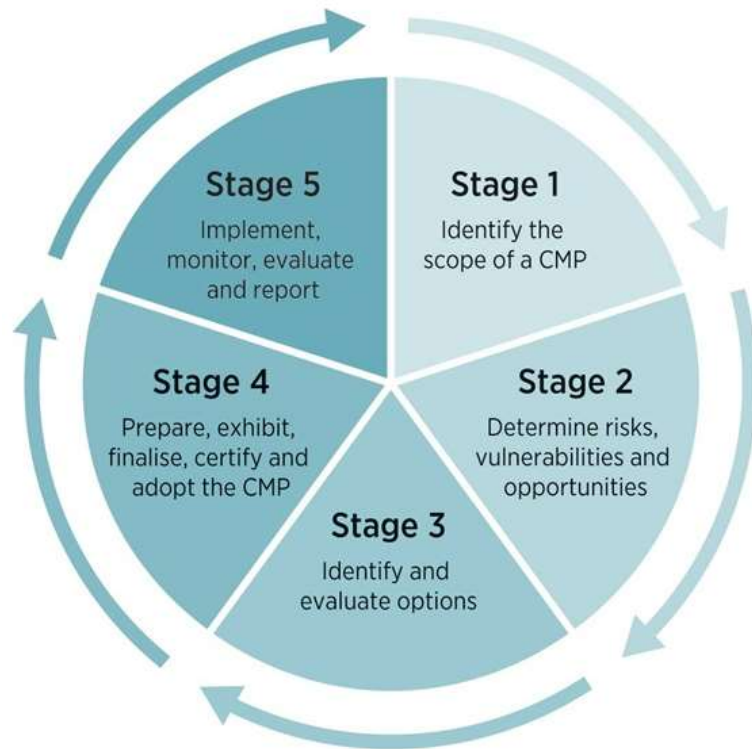 Stage 1
Identify the
scope of a CMP
Stage 2
Determine risks,
vulnerabilities and
opportunities
Stage 3
Identify and
evaluate options
Stage 4
Prepare, exhibit,
finalise, certify and
adopt the CMP
Stage 5
Implement,
monitor, evaluate
and report